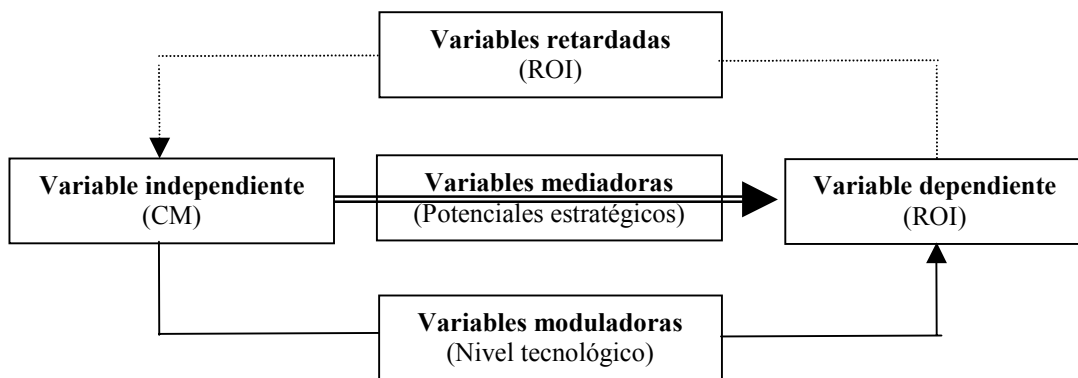 Variables retardadas
(ROI)
Variable independiente
(CM)
Variables mediadoras
(Potenciales estratégicos)
Variable dependiente
(ROI)
Variables moduladoras
(Nivel tecnológico)